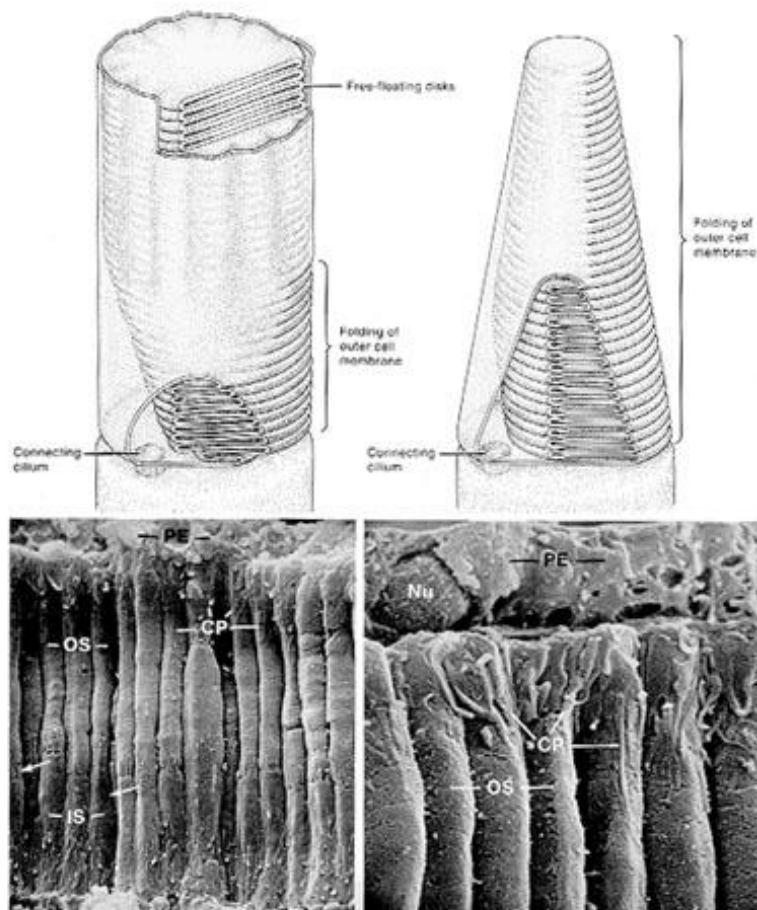 Free-floating disks
Folding of
outer cell
membrane
Folding of
outer cell
membrane
Connecting
cilium
Connecting
cilium
PE
OS
CP
IS
PE
Nu
CP
OS